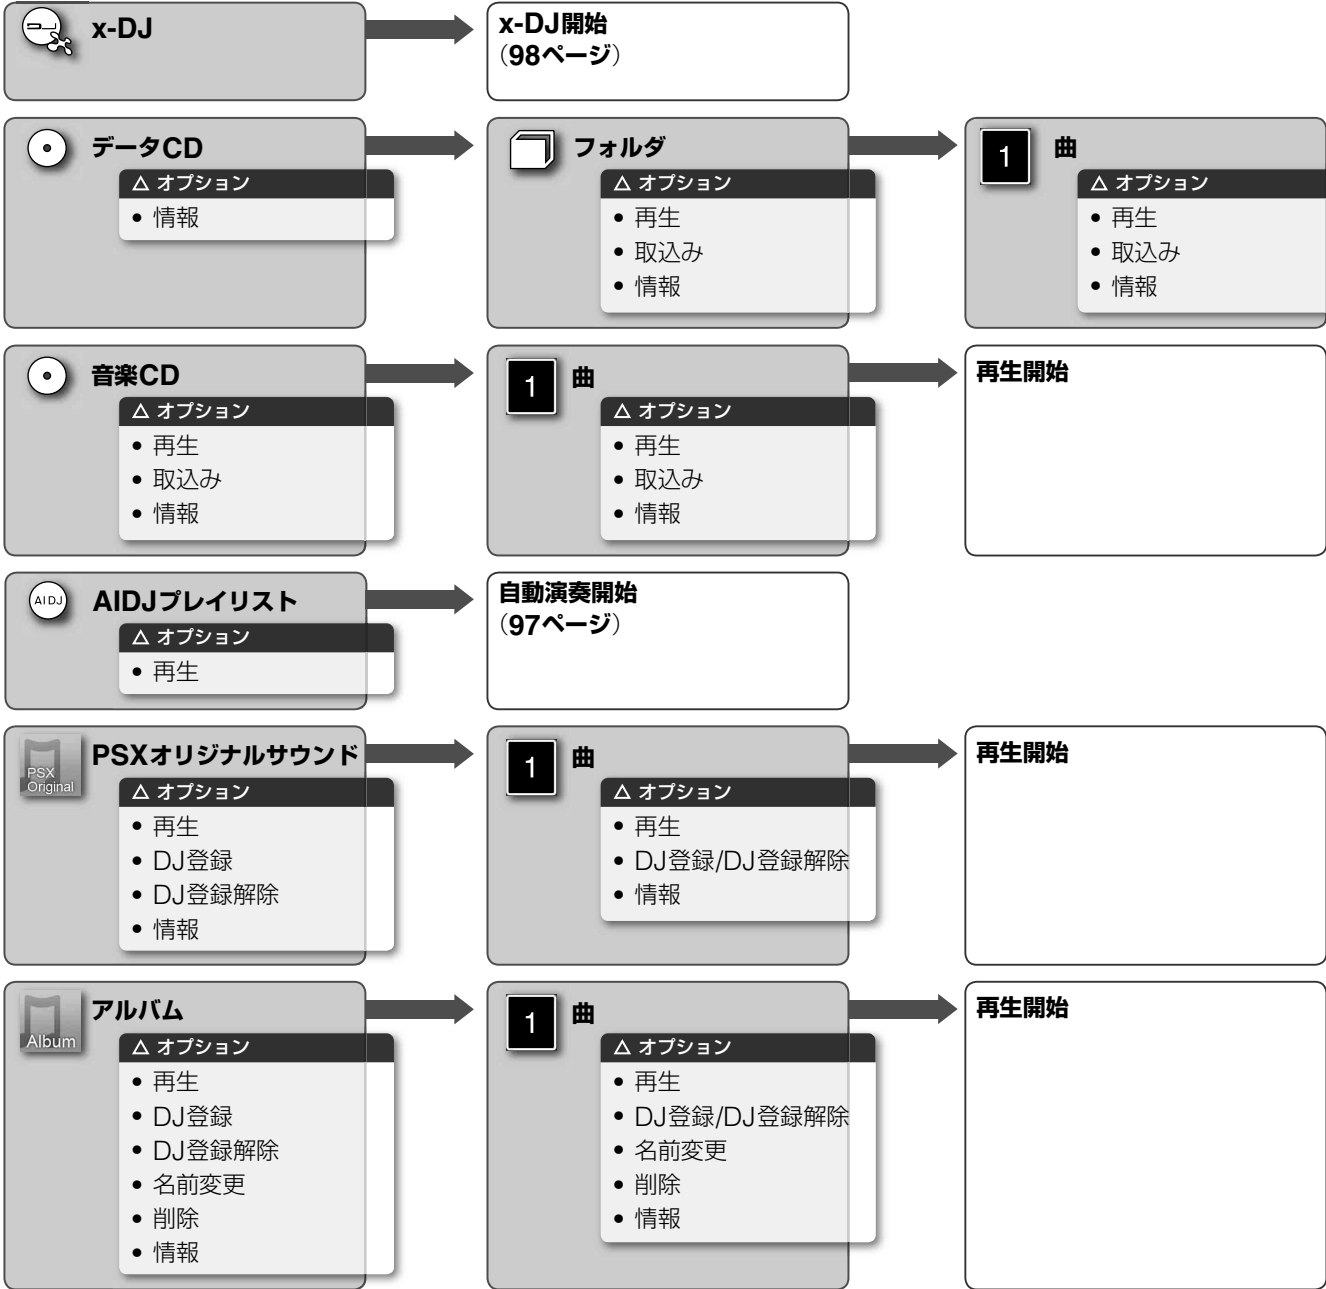 x-DJ
x-DJ開始
（98ページ）
データCD
△ オプション
• 情報
フォルダ
△ オプション
• 再生
• 取込み
• 情報
1
曲
△ オプション
• 再生
• 取込み
• 情報
音楽CD
△ オプション
• 再生
• 取込み
• 情報
1
曲
△ オプション
• 再生
• 取込み
• 情報
再生開始
AIDJ
AIDJプレイリスト
△ オプション
• 再生
自動演奏開始
（97ページ）
PSX
Original
PSXオリジナルサウンド
△ オプション
• 再生
• DJ登録
• DJ登録解除
• 情報
1
曲
△ オプション
• 再生
• DJ登録/DJ登録解除
• 情報
再生開始
Album
アルバム
△ オプション
• 再生
• DJ登録
• DJ登録解除
• 名前変更
• 削除
• 情報
1
曲
△ オプション
• 再生
• DJ登録/DJ登録解除
• 名前変更
• 削除
• 情報
再生開始